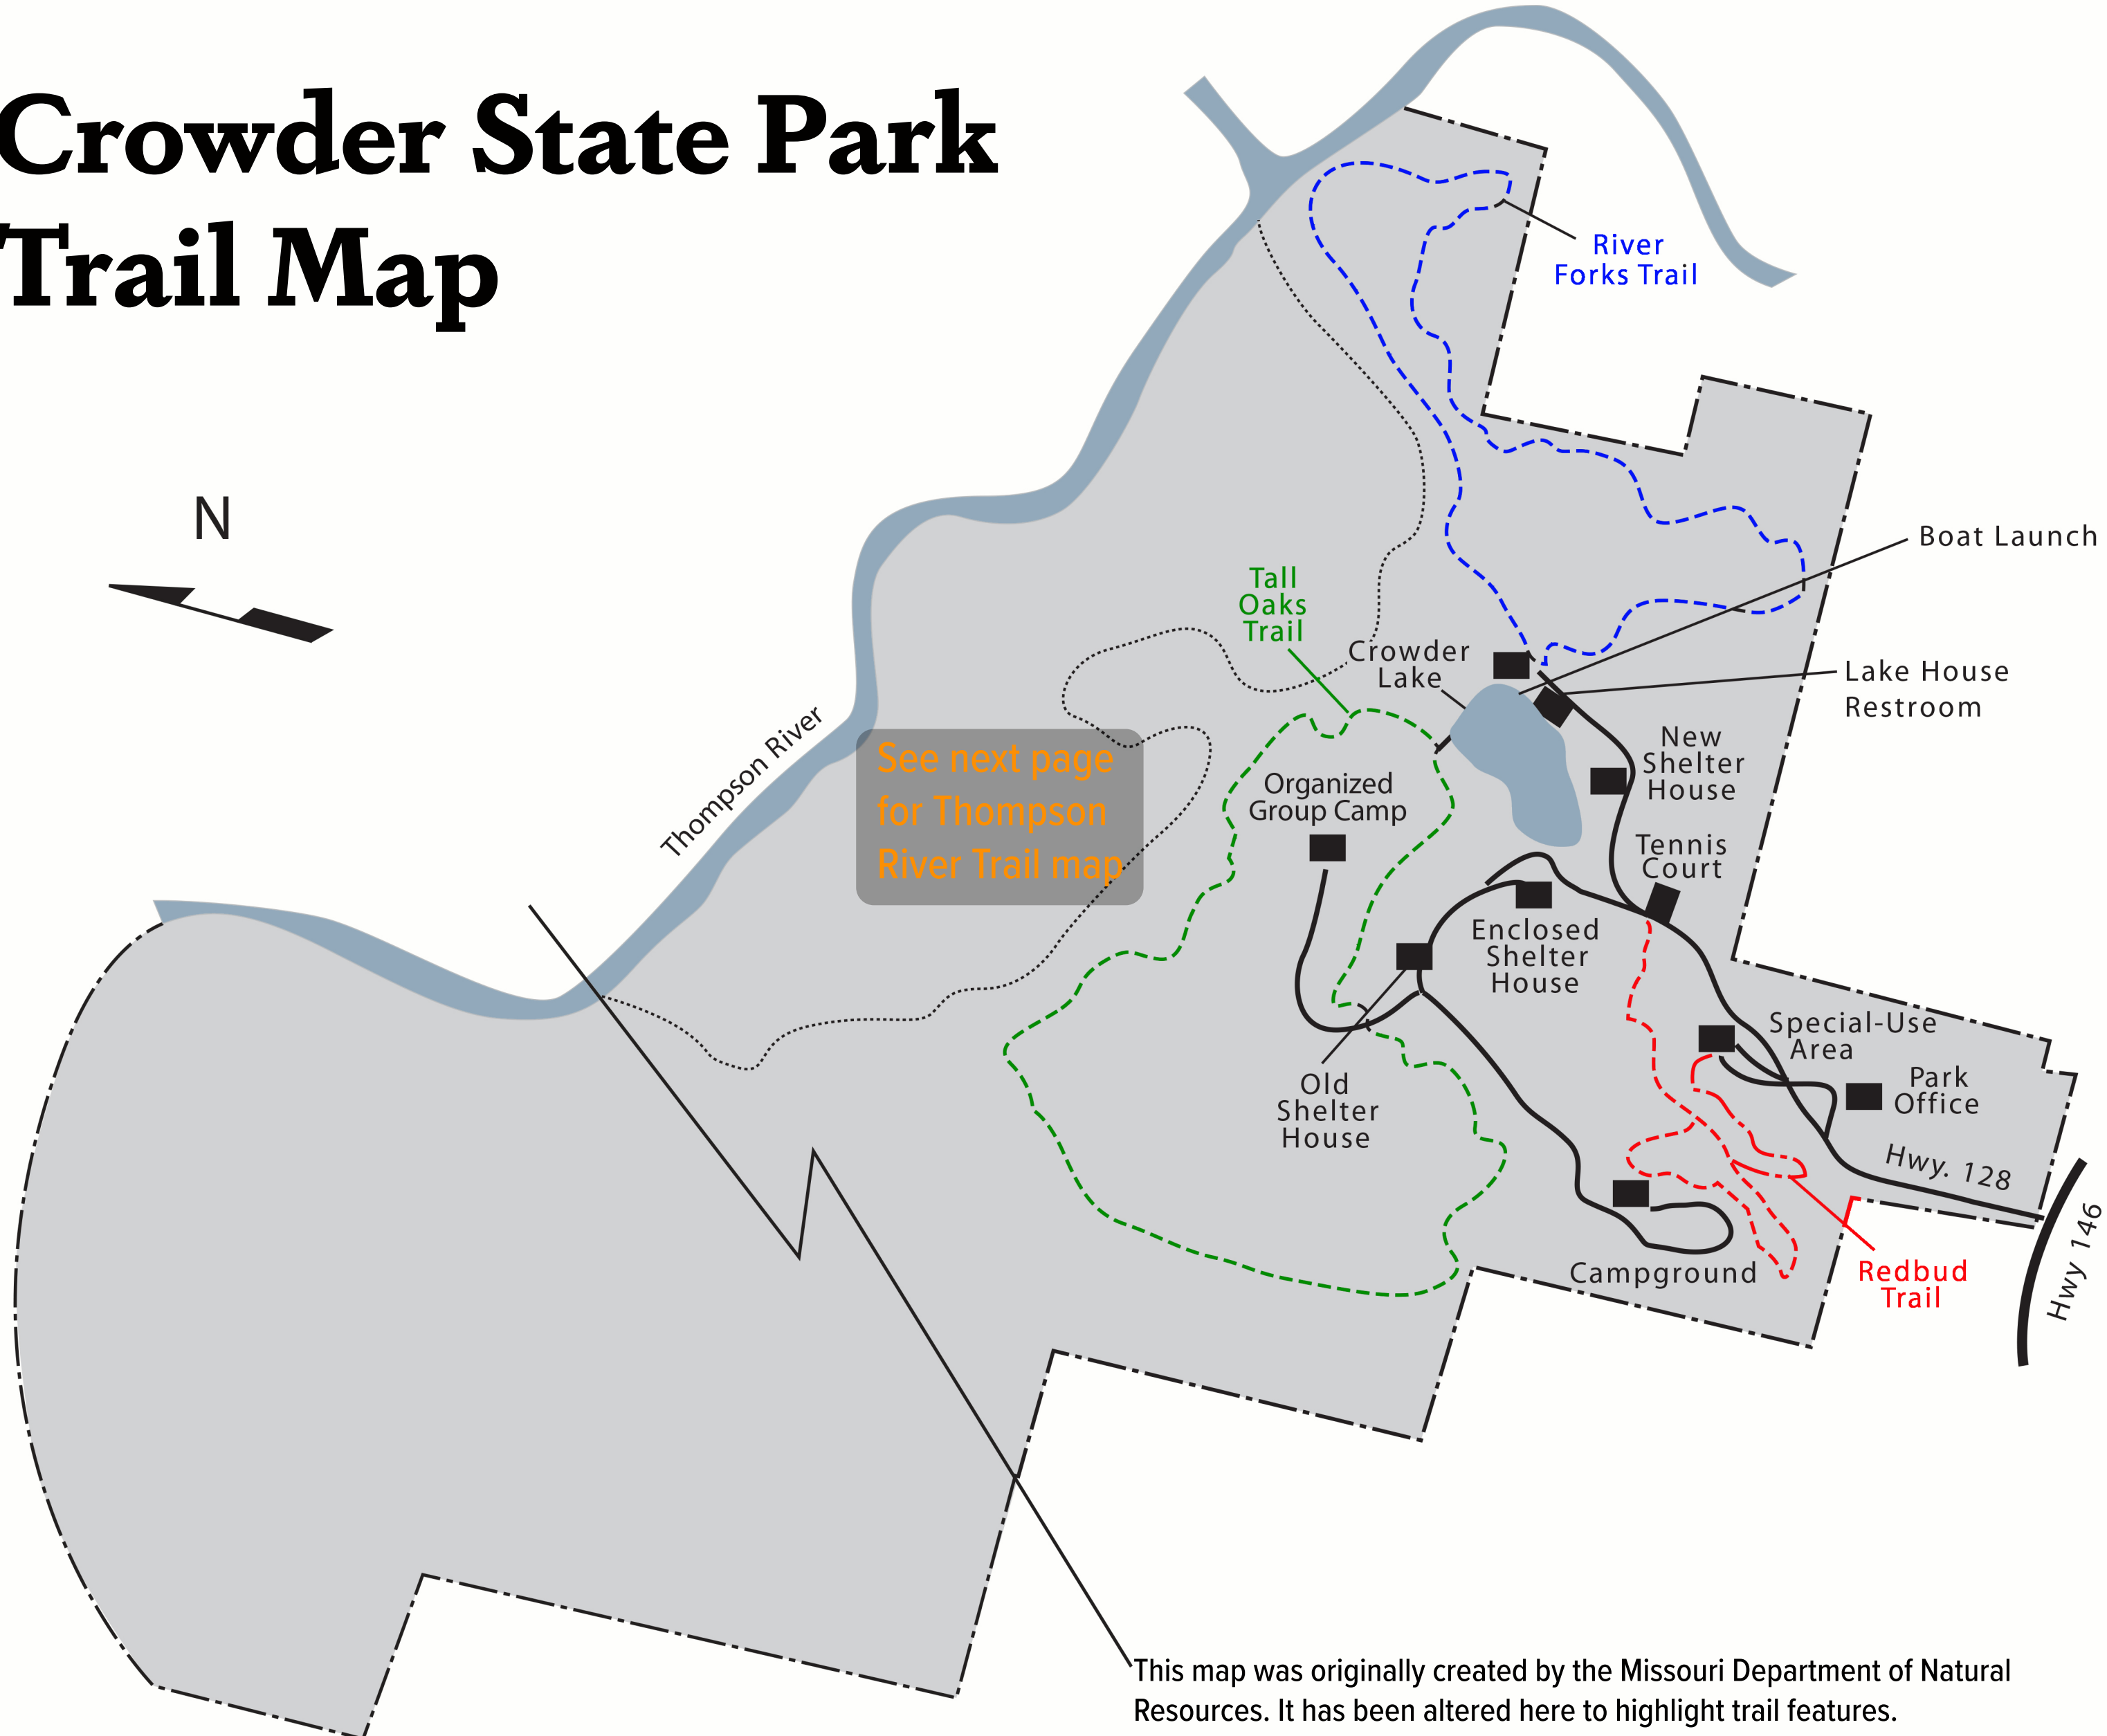 Crowder State Park
Trail Map
N
River
Forks Trail
Boat Launch
Tall
Oaks
Trail
Crowder
Lake
Lake House
Restroom
Thompson River
See next page
for Thompson
River Trail map
New
Shelter
House
Organized
Group Camp
Tennis
Court
Enclosed
Shelter
House
Special-Use
Area
Park
Office
Old
Shelter
House
Hwy. 128
Hwy 146
Campground
Redbud
Trail
This map was originally created by the Missouri Department of Natural
Resources. It has been altered here to highlight trail features.